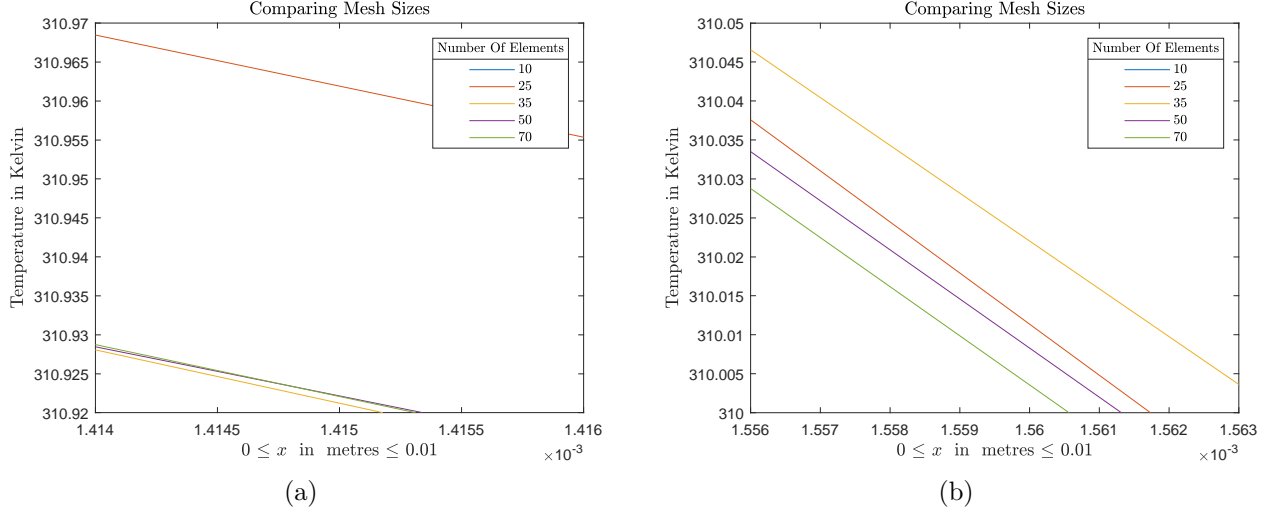 Comparing Mesh Sizes
310.97
310.965
310.96
310.955
310.95
310.945
310.94
310.935
310.93
310.925
310.92
Temperature in Kelvin
Number Of Elements
10
25
35
50
70
1.414 1.4145 1.415 1.4155 1.416
0 ≤ x in metres ≤ 0.01
×10⁻³
(a)
Comparing Mesh Sizes
310.05
310.045
310.04
310.035
310.03
310.025
310.02
310.015
310.01
310.005
310
Temperature in Kelvin
Number Of Elements
10
25
35
50
70
1.556 1.557 1.558 1.559 1.56 1.561 1.562 1.563
0 ≤ x in metres ≤ 0.01
×10⁻³
(b)